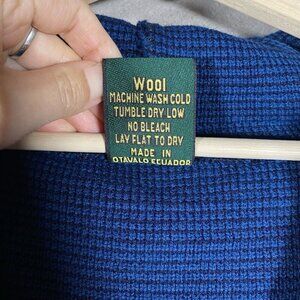 Wool
MACHINE WASH COLD
TUMBLE DRY LOW
NO BLEACH
LAY FLAT TO DRY
MADE IN
OTAVALO ECUADOR